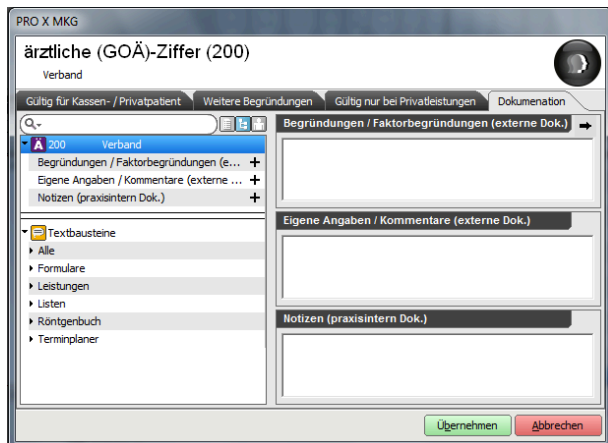 PRO X MKG
ärztliche (GOÄ)-Ziffer (200)
Verband
Gültig für Kassen- / Privatpatient Weitere Begründungen Gültig nur bei Privatleistungen Dokumenation
Ä 200 Verband
Begründungen / Faktorbegründungen (e... +
Eigene Angaben / Kommentare (externe ... +
Notizen (praxisintern Dok.) +
Textbausteine
Alle
Formulare
Leistungen
Listen
Röntgenbuch
Terminplaner
Begründungen / Faktorbegründungen (externe Dok.)
Eigene Angaben / Kommentare (externe Dok.)
Notizen (praxisintern Dok.)
Übernehmen Abbrechen